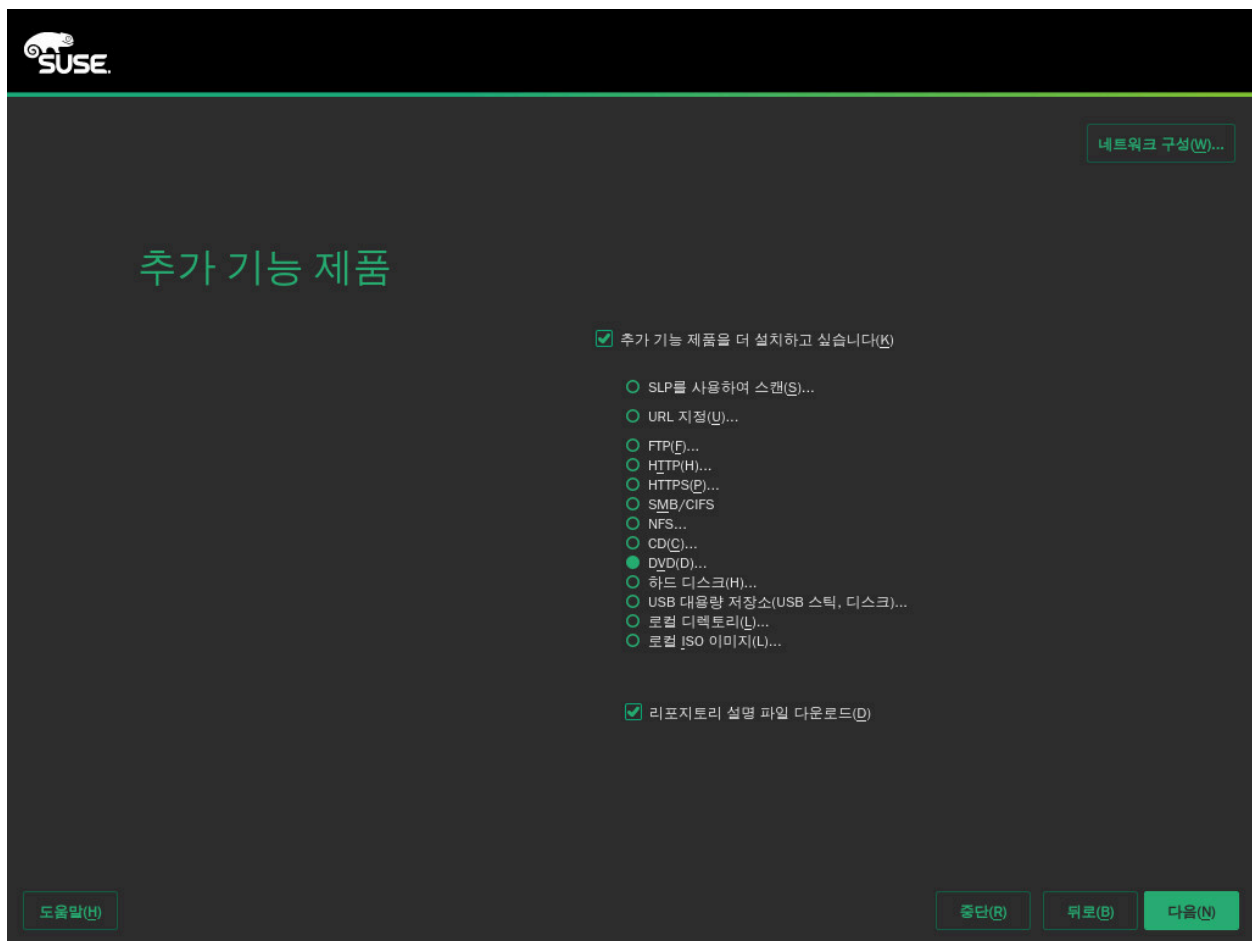 SUSE.
네트워크 구성(W)...
추가 기능 제품
추가 기능 제품을 더 설치하고 싶습니다(K)
SLP를 사용하여 스캔(S)...
URL 지정(U)...
FTP(F)...
HTTP(H)...
HTTPS(P)...
SMB/CIFS
NFS...
CD(C)...
DVD(D)...
하드 디스크(H)...
USB 대용량 저장소(USB 스틱, 디스크)...
로컬 디렉토리(L)...
로컬 ISO 이미지(L)...
리포지토리 설명 파일 다운로드(D)
도움말(H)
중단(R)
뒤로(B)
다음(N)